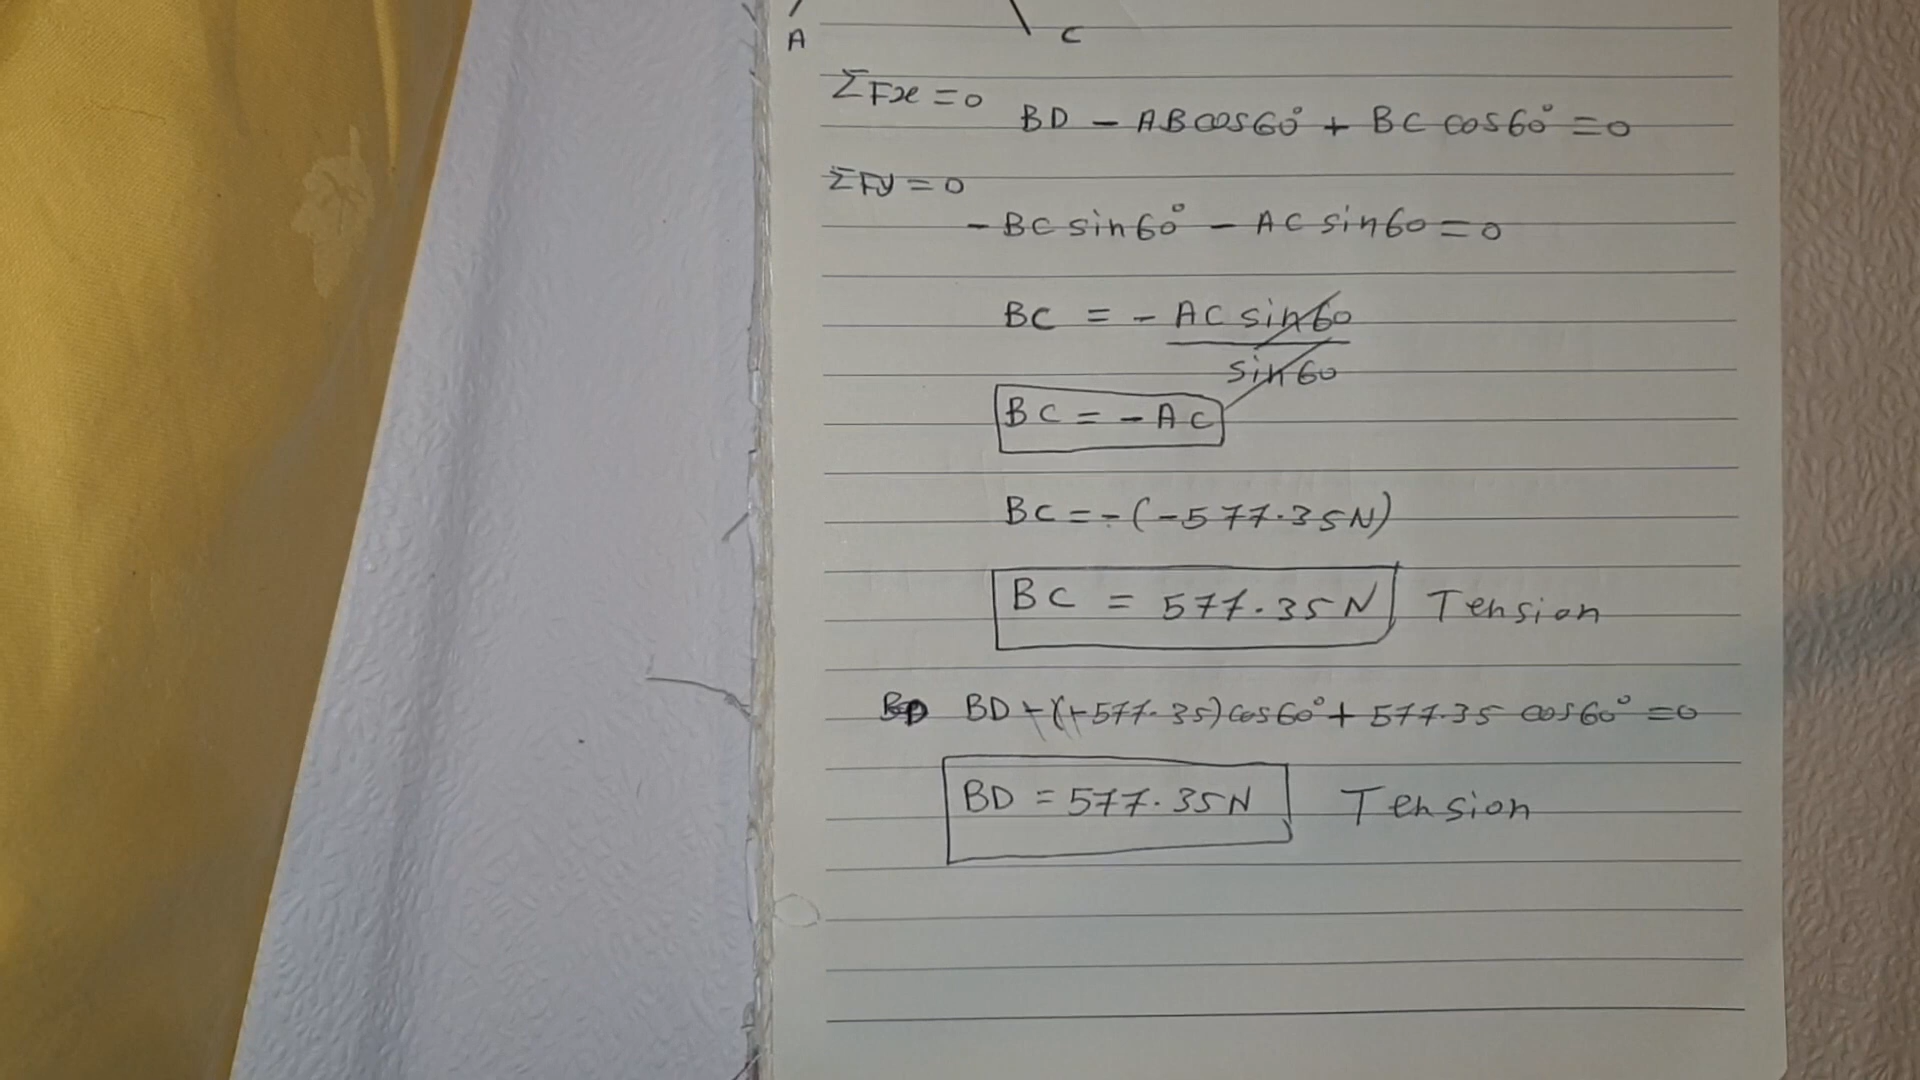 A C
ΣFx = 0 BD - AB cos60° + BC cos60° = 0
ΣFy = 0
- BC sin60° - AC sin60 = 0
BC = - AC sin60
sin60
BC = - AC
BC = - (-577.35N)
BC = 577.35N Tension
BD BD + (+577.35) cos60° + 577.35 cos60° = 0
BD = 577.35N Tension